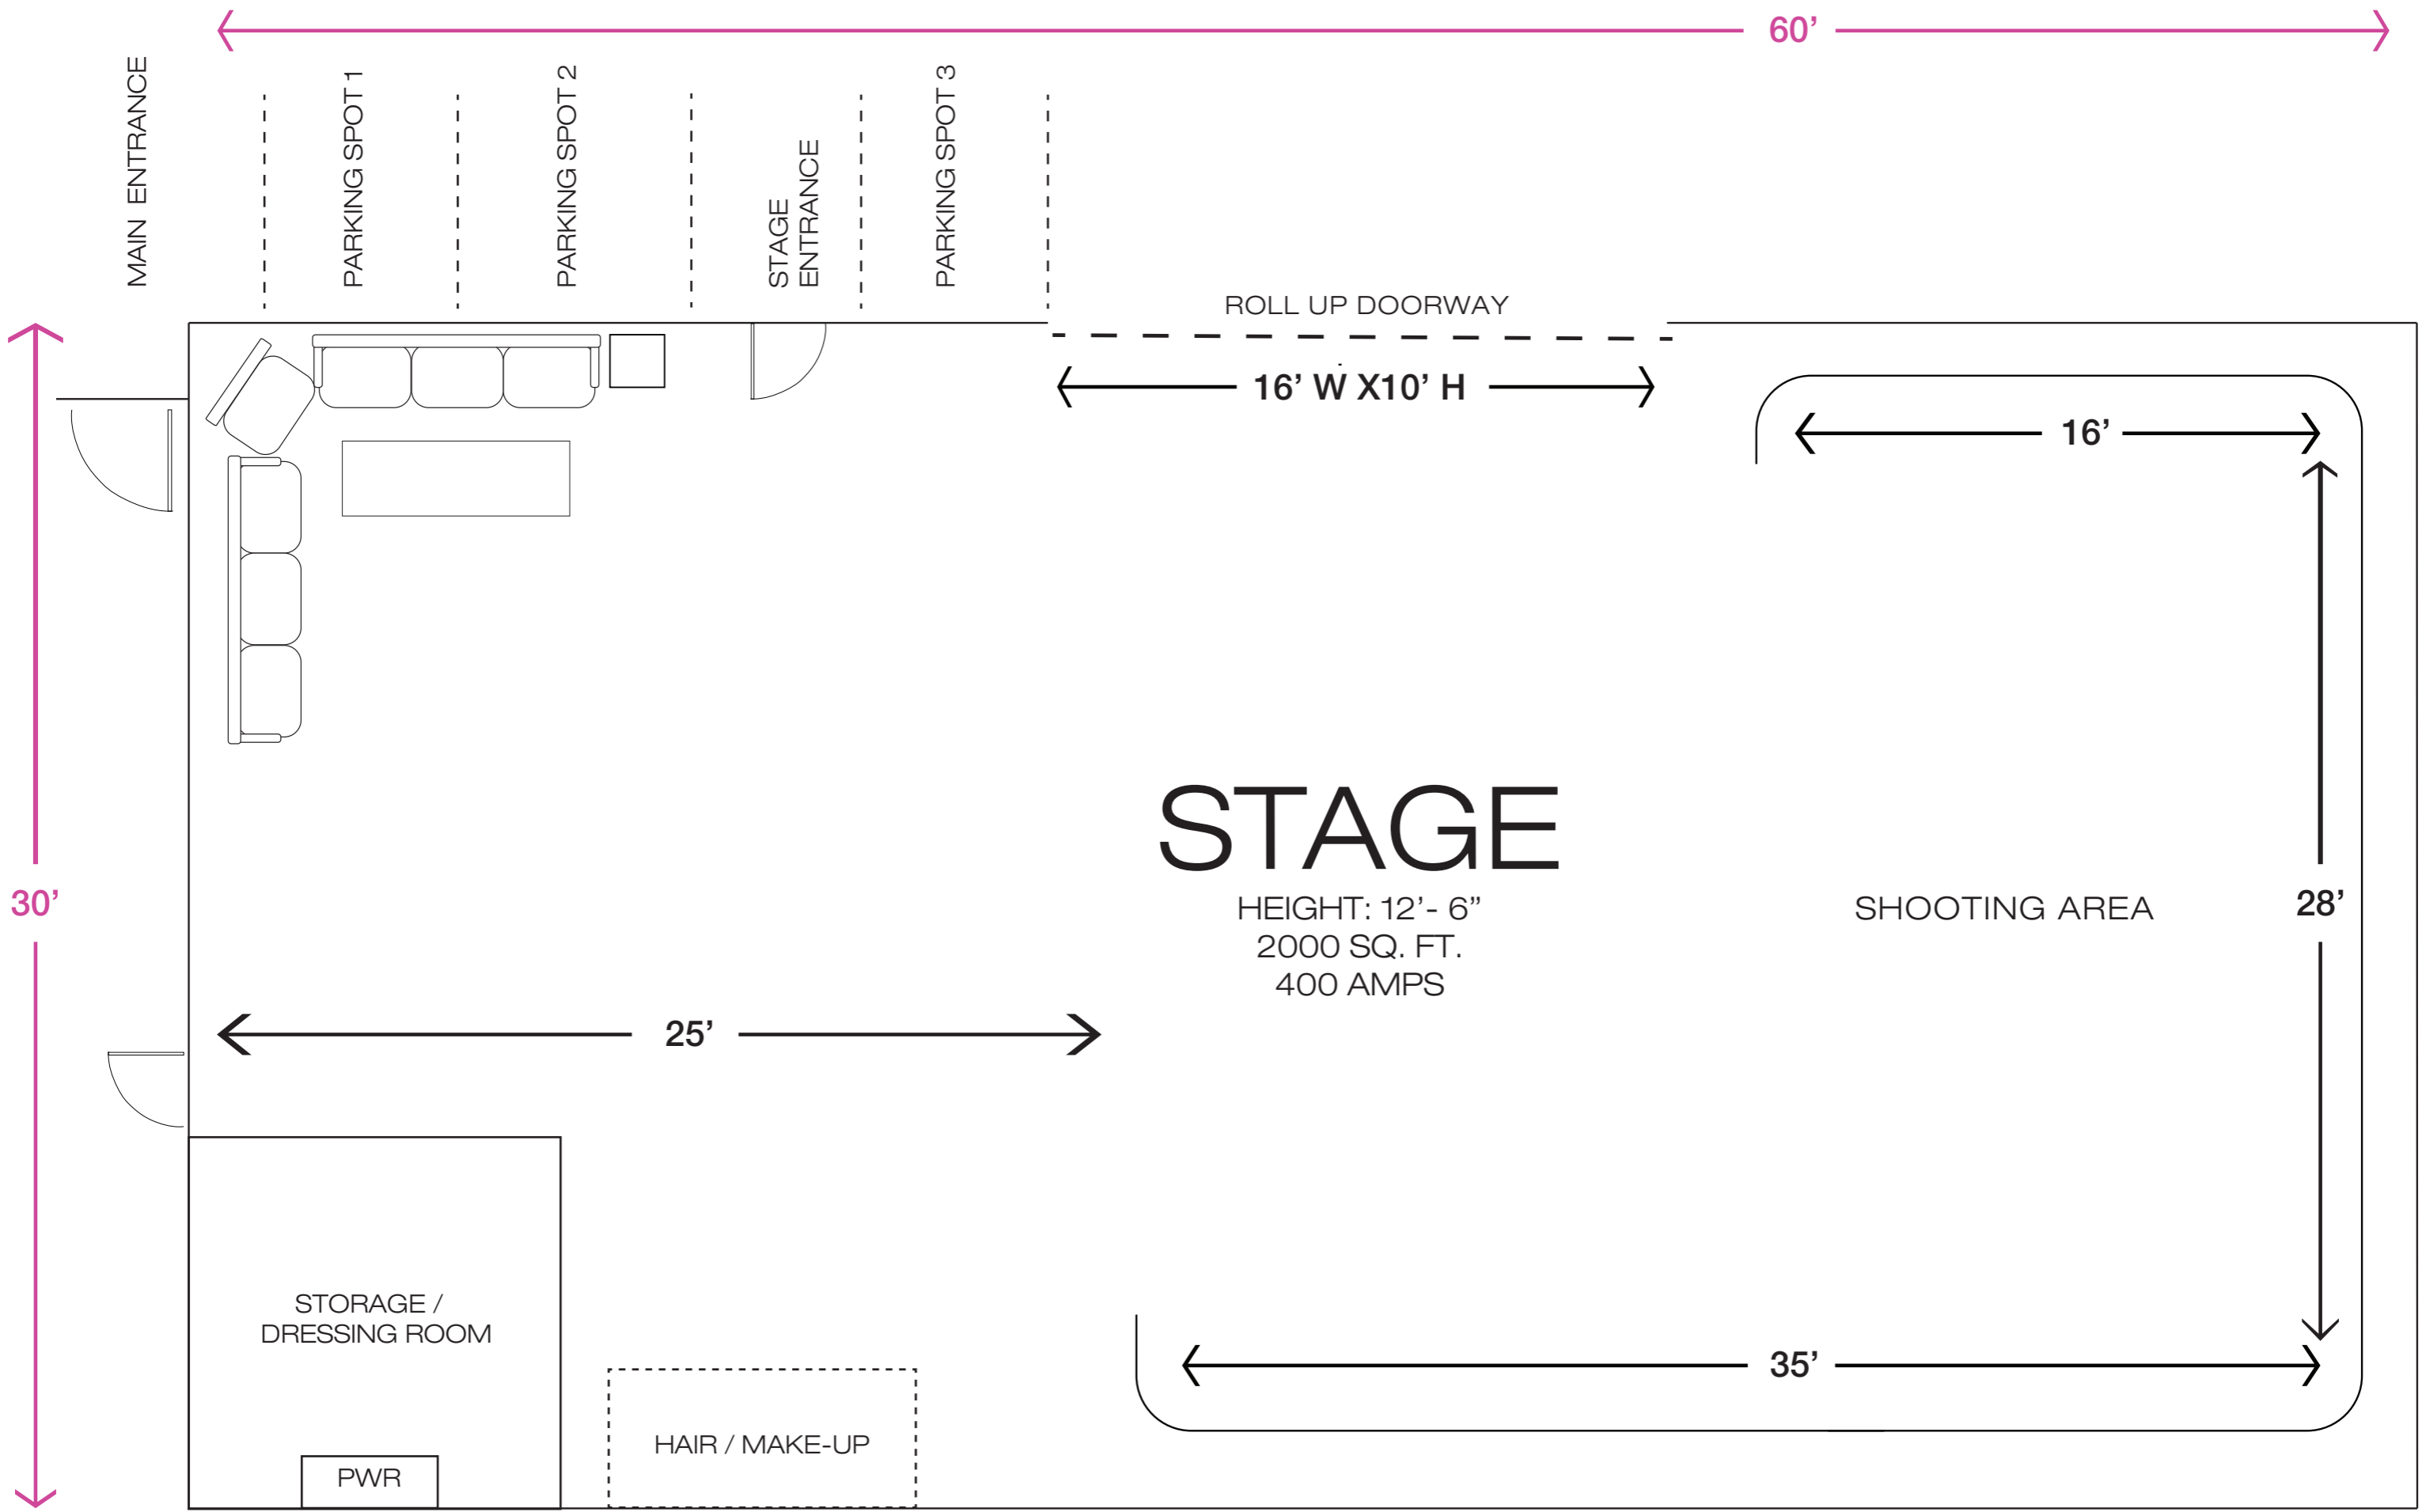 60’
MAIN ENTRANCE
PARKING SPOT 1
PARKING SPOT 2
STAGE
ENTRANCE
PARKING SPOT 3
ROLL UP DOORWAY
16’ W X10’ H
16’
STAGE
HEIGHT: 12’- 6”
2000 SQ. FT.
400 AMPS
SHOOTING AREA
28’
30’
25’
STORAGE /
DRESSING ROOM
35’
HAIR / MAKE-UP
PWR